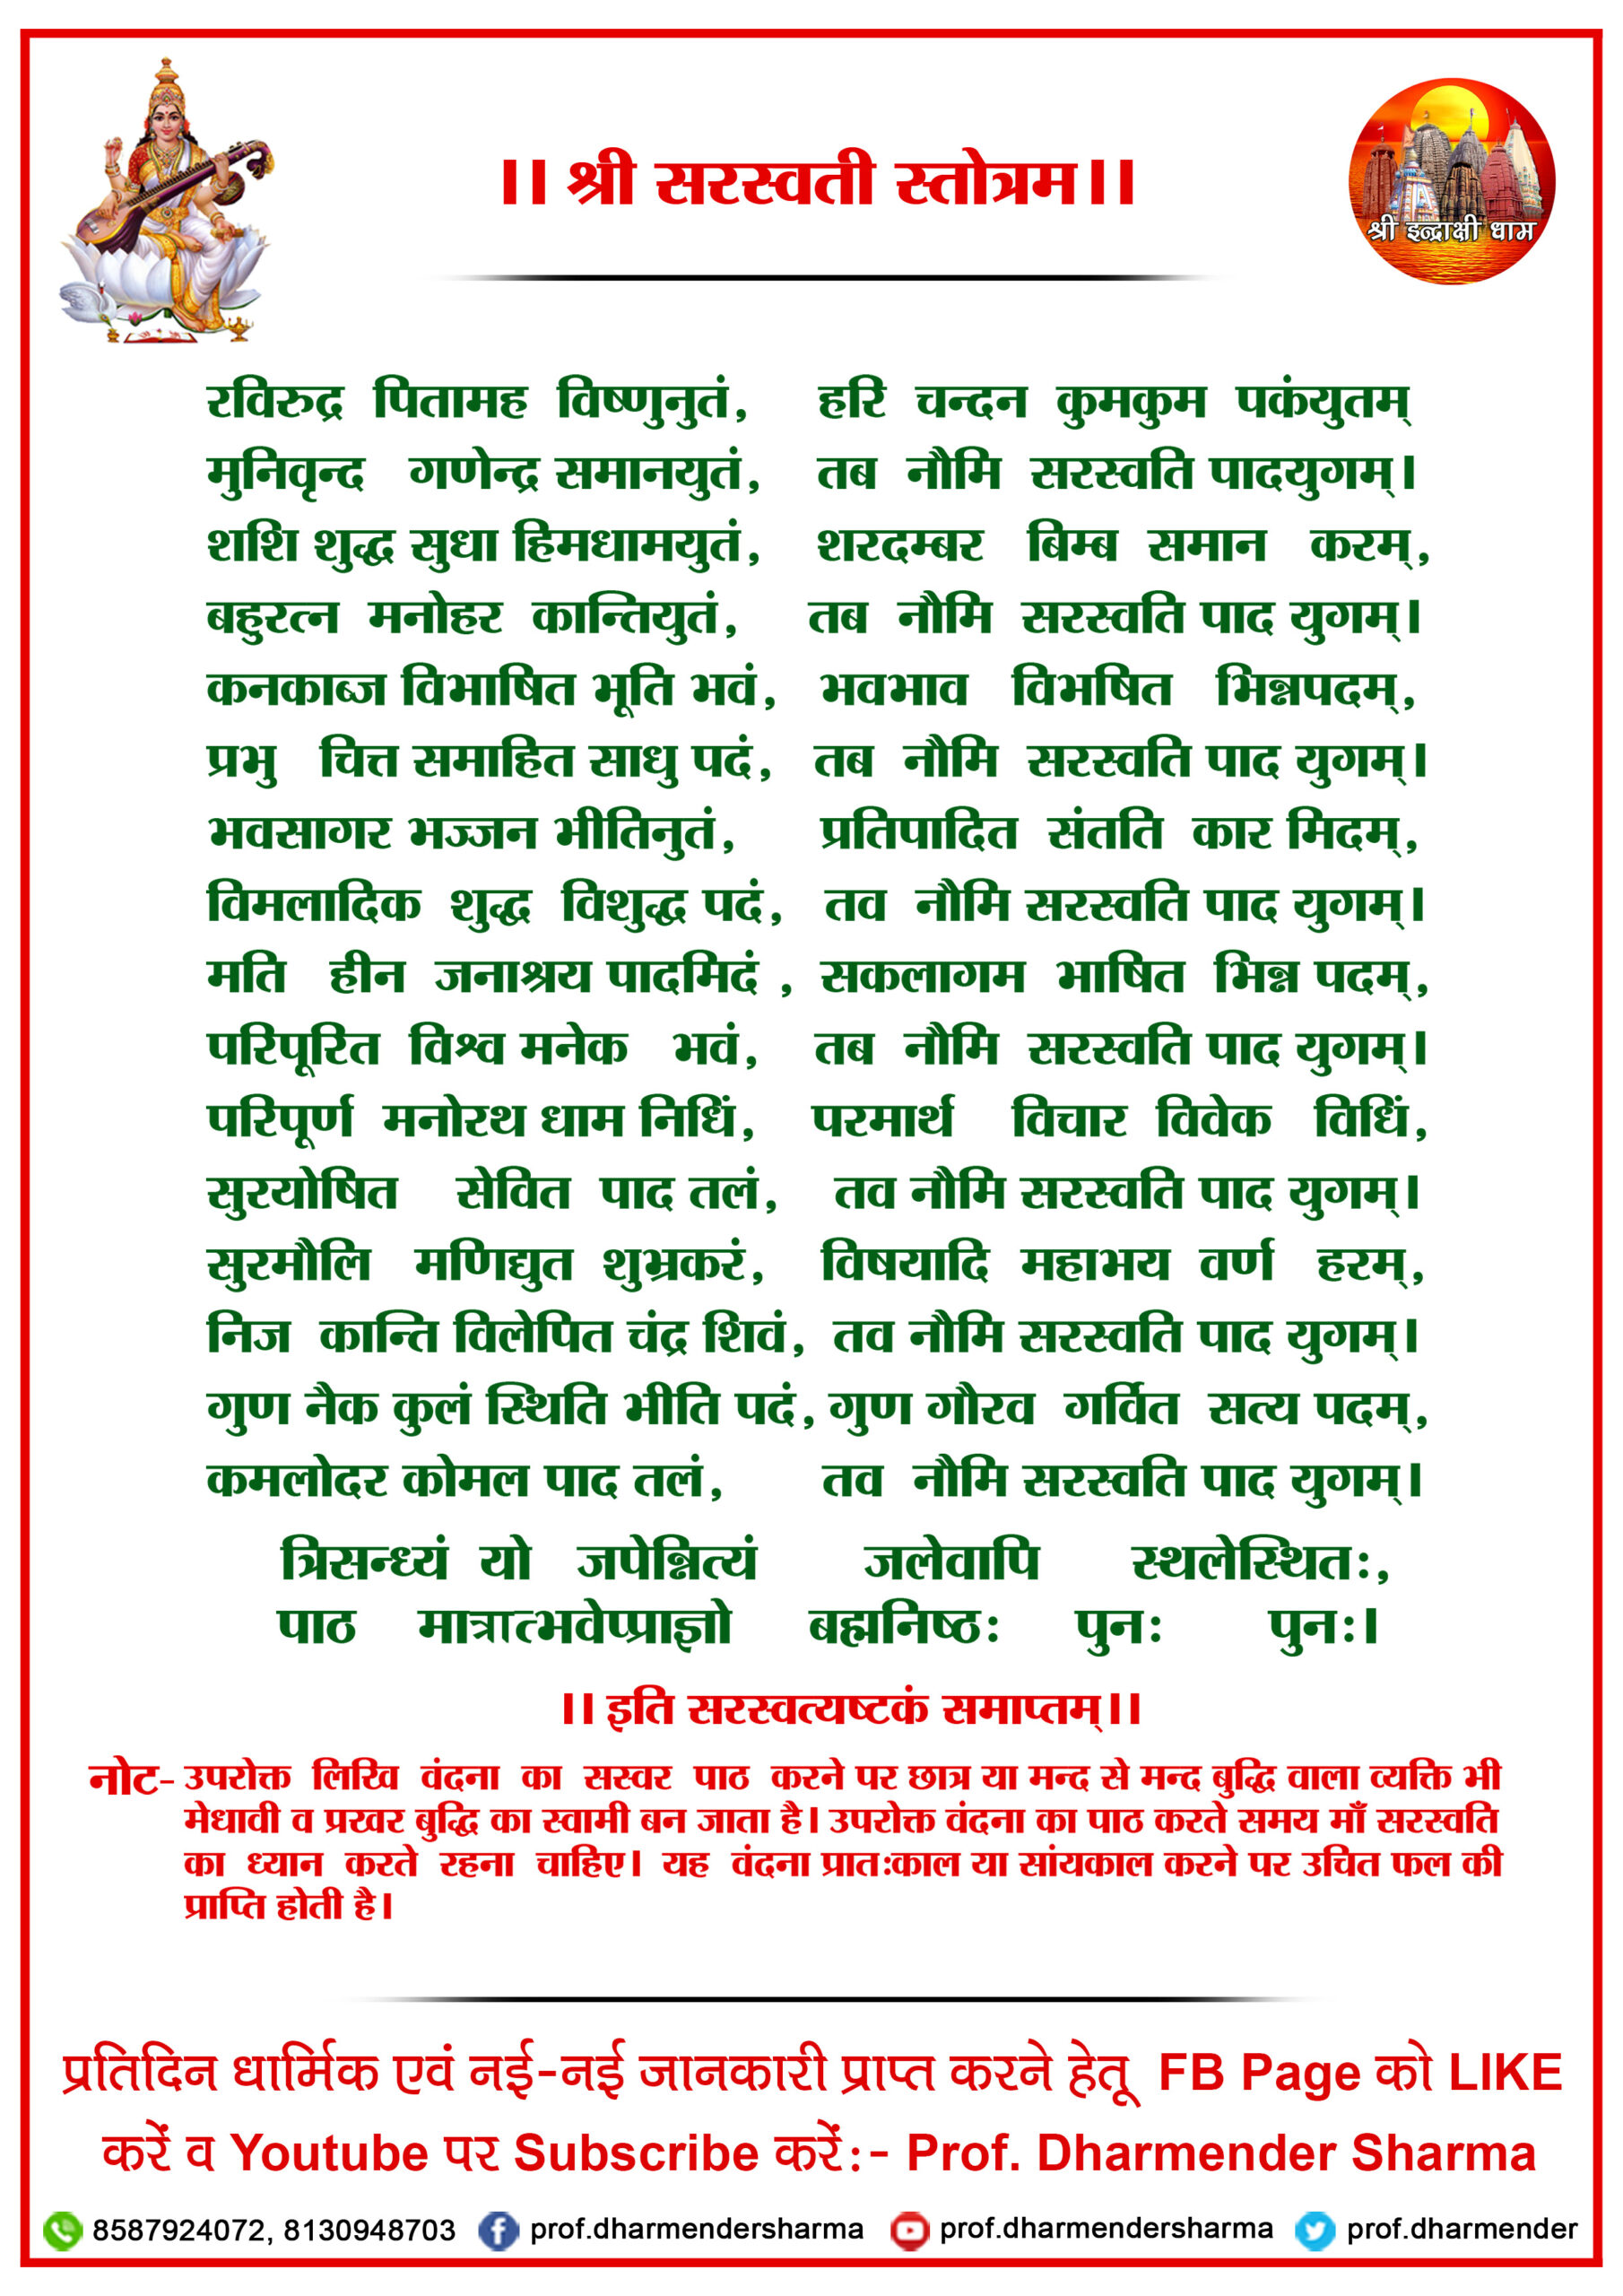 ।। श्री सरस्वती स्तोत्रम।।
श्री इन्द्राक्षी धाम
रविरुद्र पितामह विष्णुनुतं, हरि चन्दन कुमकुम पकंयुतम्
मुनिवृन्द गणेन्द्र समानयुतं, तब नौमि सरस्वति पादयुगम्।
शशि शुद्ध सुधा हिमधामयुतं, शरदम्बर बिम्ब समान करम्,
बहुरत्न मनोहर कान्तियुतं, तब नौमि सरस्वति पाद युगम्।
कनकाब्ज विभाषित भूति भवं, भवभाव विभषित भिन्नपदम्,
प्रभु चित्त समाहित साधु पदं, तब नौमि सरस्वति पाद युगम्।
भवसागर भज्जन भीतिनुतं, प्रतिपादित संतति कार मिदम्,
विमलादिक शुद्ध विशुद्ध पदं, तव नौमि सरस्वति पाद युगम्।
मति हीन जनाश्रय पादमिदं , सकलागम भाषित भिन्न पदम्,
परिपूरित विश्व मनेक भवं, तब नौमि सरस्वति पाद युगम्।
परिपूर्ण मनोरथ धाम निधिं, परमार्थ विचार विवेक विधिं,
सुरयोषित सेवित पाद तलं, तव नौमि सरस्वति पाद युगम्।
सुरमौलि मणिद्युत शुभ्रकरं, विषयादि महाभय वर्ण हरम्,
निज कान्ति विलेपित चंद्र शिवं, तव नौमि सरस्वति पाद युगम्।
गुण नैक कुलं स्थिति भीति पदं, गुण गौरव गर्वित सत्य पदम्,
कमलोदर कोमल पाद तलं, तव नौमि सरस्वति पाद युगम्।
त्रिसन्ध्यं यो जपेन्नित्यं जलेवापि स्थलेस्थितः,
पाठ मात्रात्भवेप्प्राज्ञो बह्मनिष्ठः पुनः पुनः।
।। इति सरस्वत्यष्टकं समाप्तम्।।
नोट- उपरोक्त लिखि वंदना का सस्वर पाठ करने पर छात्र या मन्द से मन्द बुद्धि वाला व्यक्ति भी
मेधावी व प्रखर बुद्धि का स्वामी बन जाता है। उपरोक्त वंदना का पाठ करते समय माँ सरस्वति
का ध्यान करते रहना चाहिए। यह वंदना प्रातःकाल या सांयकाल करने पर उचित फल की
प्राप्ति होती है।
प्रतिदिन धार्मिक एवं नई-नई जानकारी प्राप्त करने हेतू FB Page को LIKE
करें व Youtube पर Subscribe करें:- Prof. Dharmender Sharma
8587924072, 8130948703 prof.dharmendersharma prof.dharmendersharma prof.dharmender